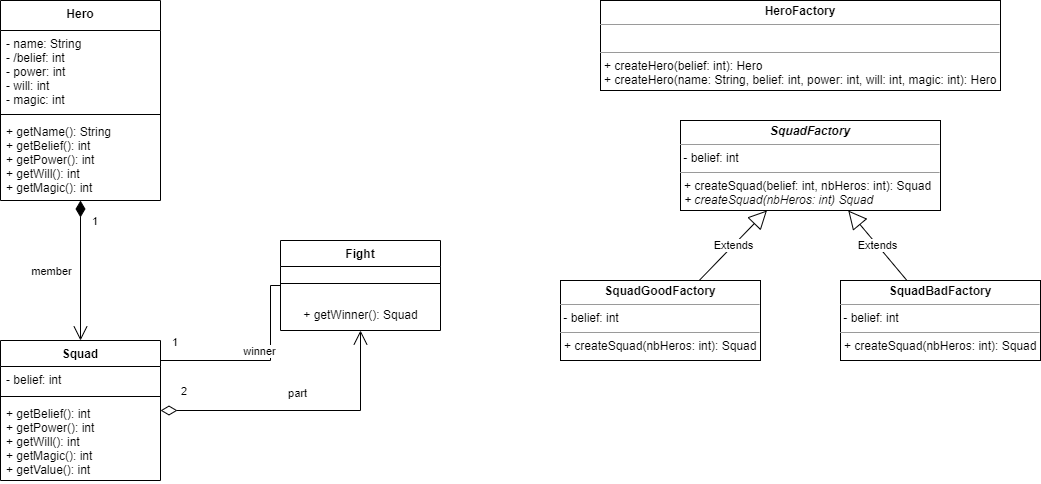 Hero
- name: String
- /belief: int
- power: int
- will: int
- magic: int
+ getName(): String
+ getBelief(): int
+ getPower(): int
+ getWill(): int
+ getMagic(): int
1
member
Squad
- belief: int
+ getBelief(): int
+ getPower(): int
+ getWill(): int
+ getMagic(): int
+ getValue(): int
1
winner
2
part
Fight
+ getWinner(): Squad
HeroFactory
+ createHero(belief: int): Hero
+ createHero(name: String, belief: int, power: int, will: int, magic: int): Hero
SquadFactory
- belief: int
+ createSquad(belief: int, nbHeros: int): Squad
+ createSquad(nbHeros: int) Squad
Extends
Extends
SquadGoodFactory
- belief: int
+ createSquad(nbHeros: int): Squad
SquadBadFactory
- belief: int
+ createSquad(nbHeros: int): Squad